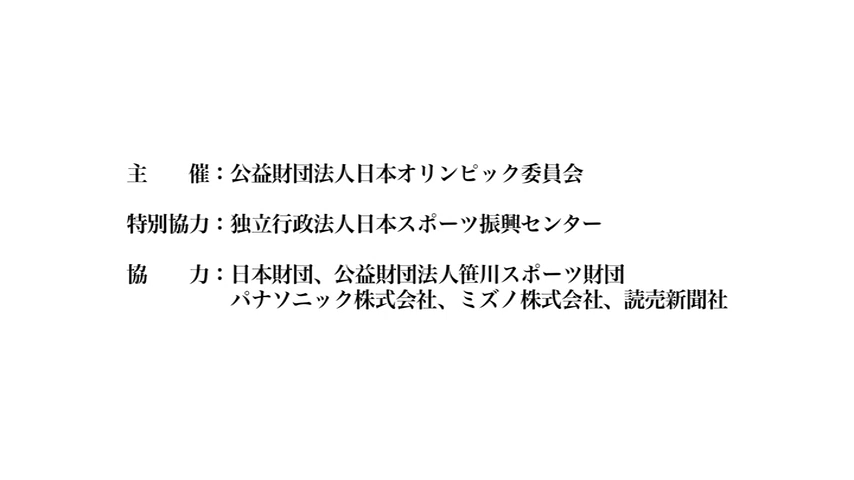 主　　催：公益財団法人日本オリンピック委員会
特別協力：独立行政法人日本スポーツ振興センター
協　　力：日本財団、公益財団法人笹川スポーツ財団
パナソニック株式会社、ミズノ株式会社、読売新聞社